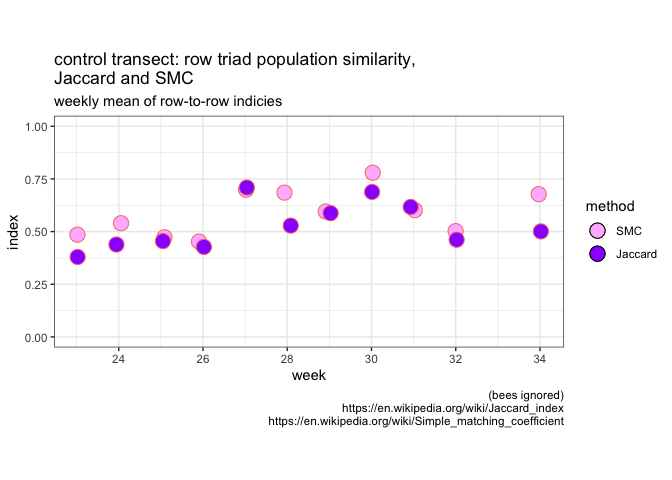 control transect: row triad population similarity,
Jaccard and SMC
weekly mean of row-to-row indicies
1.00
0.75
0.50
0.25
0.00
index
24 26 28 30 32 34
week
method
SMC
Jaccard
(bees ignored)
https://en.wikipedia.org/wiki/Jaccard_index
https://en.wikipedia.org/wiki/Simple_matching_coefficient